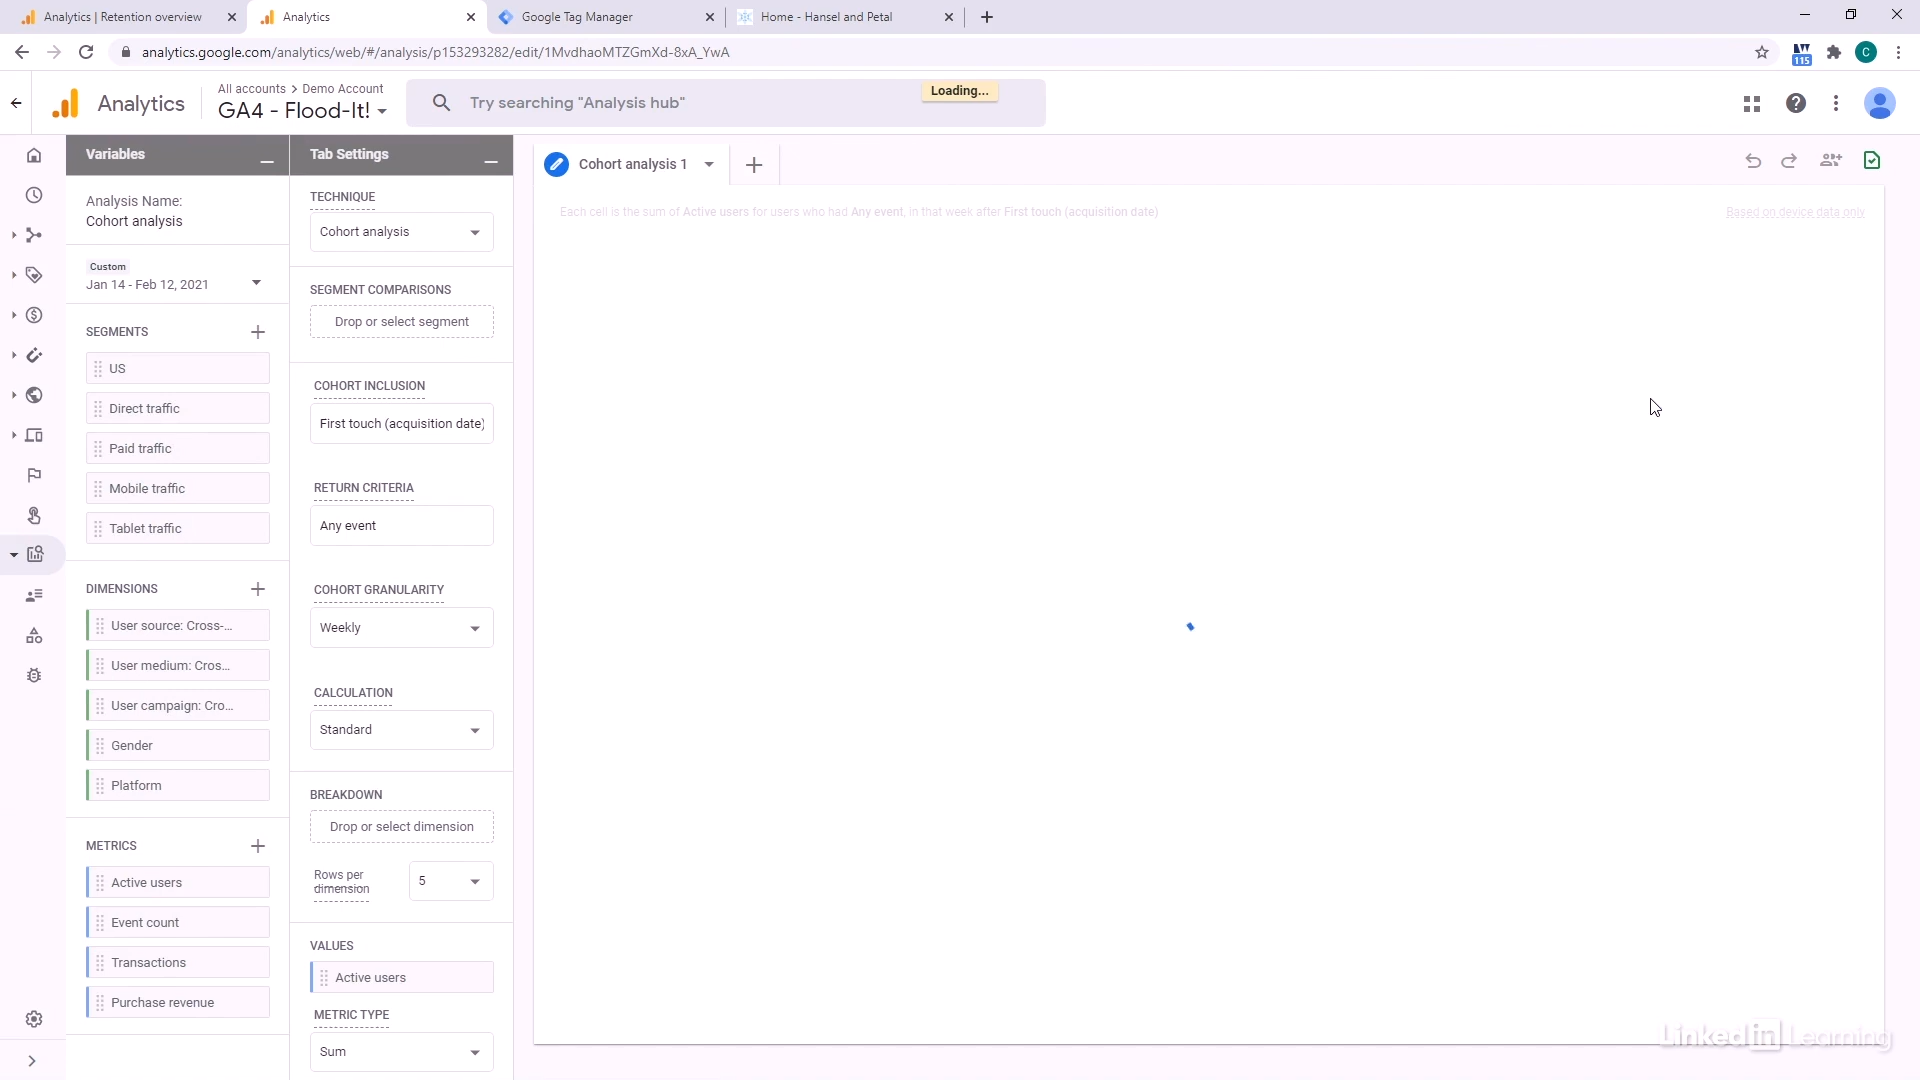 Analytics | Retention overview
Analytics
Google Tag Manager
Home - Hansel and Petal
analytics.google.com/analytics/web/#/analysis/p153293282/edit/1MvdhaoMTZGmXd-8xA_YwA
115
C
Analytics
All accounts > Demo Account
GA4 - Flood-It!
Try searching "Analysis hub"
Loading...
Variables
Analysis Name:
Cohort analysis
Custom
Jan 14 - Feb 12, 2021
SEGMENTS
US
Direct traffic
Paid traffic
Mobile traffic
Tablet traffic
DIMENSIONS
User source: Cross-...
User medium: Cros...
User campaign: Cro...
Gender
Platform
METRICS
Active users
Event count
Transactions
Purchase revenue
Tab Settings
TECHNIQUE
Cohort analysis
SEGMENT COMPARISONS
Drop or select segment
COHORT INCLUSION
First touch (acquisition date)
RETURN CRITERIA
Any event
COHORT GRANULARITY
Weekly
CALCULATION
Standard
BREAKDOWN
Drop or select dimension
Rows per
dimension
5
VALUES
Active users
METRIC TYPE
Sum
Cohort analysis 1
Each cell is the sum of Active users for users who had Any event, in that week after First touch (acquisition date)
Based on device data only
LinkedIn Learning